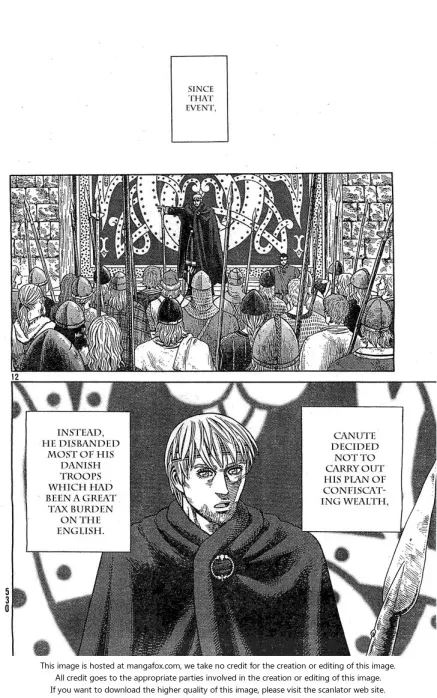 SINCE
THAT
EVENT,
12
CANUTE
DECIDED
NOT TO
CARRY OUT
HIS PLAN OF
CONFISCAT-
ING WEALTH,
INSTEAD,
HE DISBANDED
MOST OF HIS
DANISH
TROOPS
WHICH HAD
BEEN A GREAT
TAX BURDEN
ON THE
ENGLISH.
530
This image is hosted at mangafox.com, we take no credit for the creation or editing of this image.
All credit goes to the appropriate parties involved in the creation or editing of this image.
If you want to download the higher quality of this image, please visit the scanlator web site.